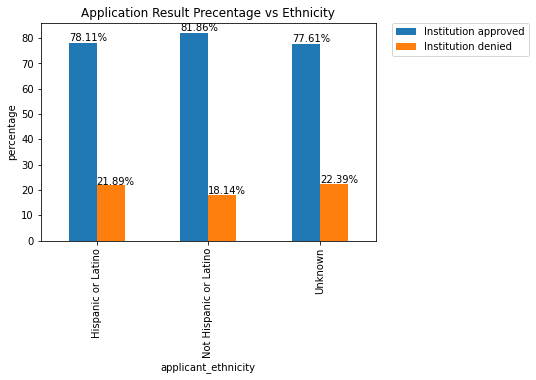 Application Result Precentage vs Ethnicity
Institution approved
Institution denied
percentage
80
70
60
50
40
30
20
10
0
78.11%
21.89%
81.86%
18.14%
77.61%
22.39%
Hispanic or Latino
Not Hispanic or Latino
Unknown
applicant_ethnicity